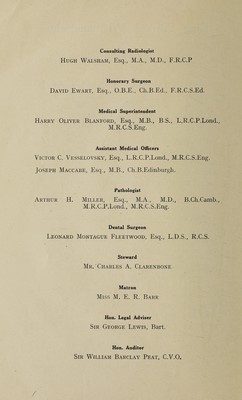 Consulting Radiologist
Hugh Walsham, Esq., M.A., M.D., F.R.C.P
Honorary Surgeon
David Ewart, Esq., O.B.E., Ch.B.Ed., F.R.C.S.Ed.
Medical Superintendent
Harry Oliver Blanford, Esq., M.B., B.S., L.R.C.P.Lond.,
M.R.C.S.Eng.
Assistant Medical Officers
Victor C. Vesselovsky, Esq., L.R.C.P.Lond., M.R.C.S.Eng.
Joseph Maccabe, Esq., M.B., Ch.B.Edinburgh.
Pathologist
Arthur H. Miller, Esq., M.A., M.D., B.Ch.Camb.,
M.R.C.P.Lond., M.R.C.S.Eng.
Dental Surgeon
Leonard Montague Fleetwood, Esq., L.D.S., R.C.S.
Steward
Mr. Charles A. Clarenbone
Matron
Miss M. E. R. Barr
Hon. Legal Adviser
Sir George Lewis, Bart.
Hon. Auditor
Sir William Barclay Peat, C.V.O.